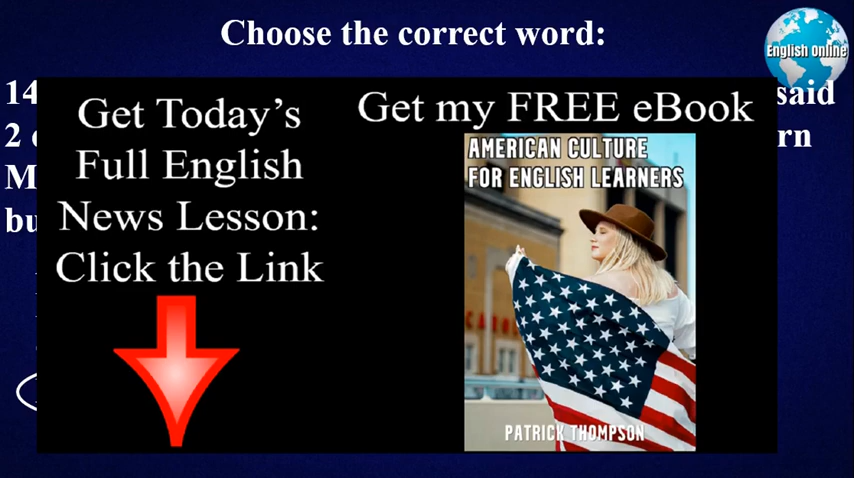 Choose the correct word:
English Online
14
said
2
rn
M
bu
Get Today's
Full English
News Lesson:
Click the Link
Get my FREE eBook
AMERICAN CULTURE
FOR ENGLISH LEARNERS
PATRICK THOMPSON